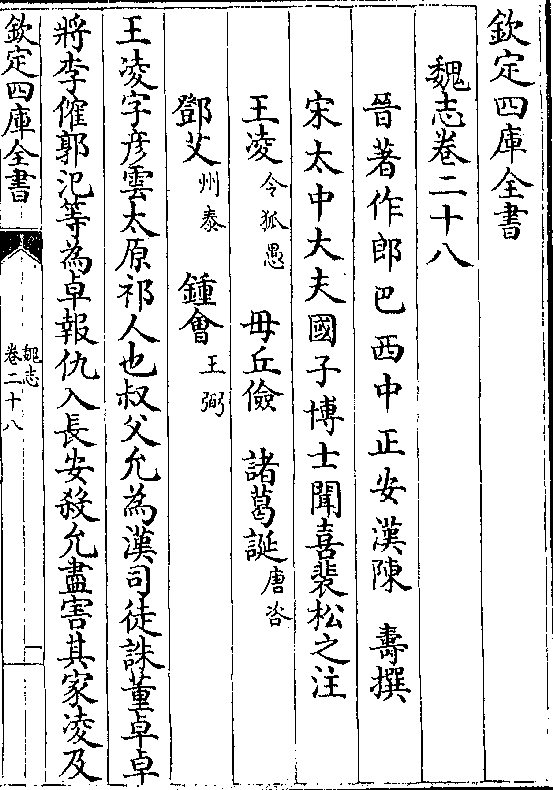 欽定四庫全書
魏志卷二十八
晉著作郎巴西中正安漢陳 壽撰
宋太中大夫國子博士聞喜裴松之注
王淩令狐愚 毋丘儉 諸葛誕唐咨
鄧艾州泰 鍾㑹王弼
王淩字彦雲太原祁人也叔父允為漢司徒誅董卓卓
將李傕郭汜等為卓報仇入長安殺允盡害其家淩及
欽定四庫全書
魏志
卷二十八
一